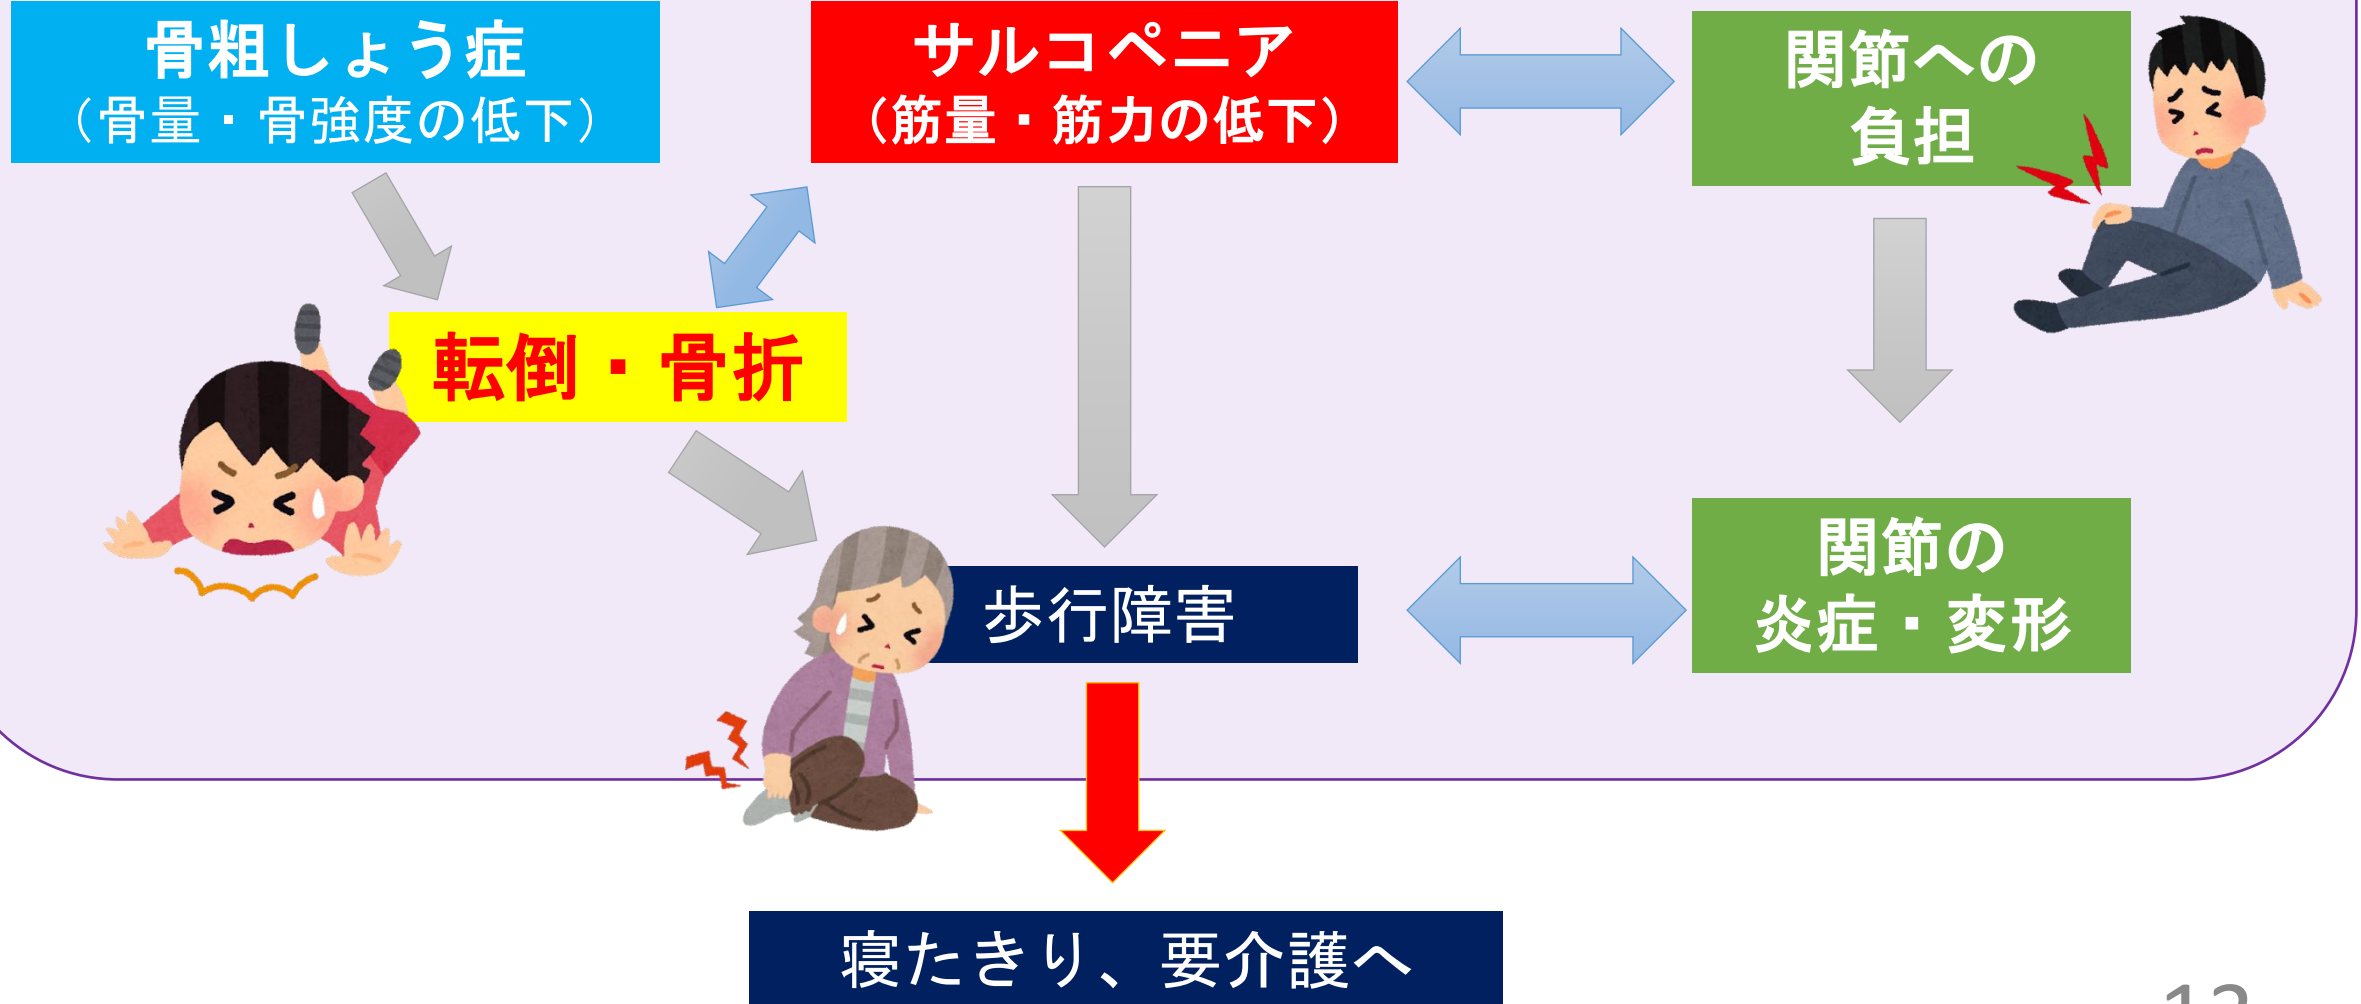 骨粗しょう症
（骨量・骨強度の低下）
サルコペニア
（筋量・筋力の低下）
関節への
負担
転倒・骨折
歩行障害
関節の
炎症・変形
寝たきり、要介護へ